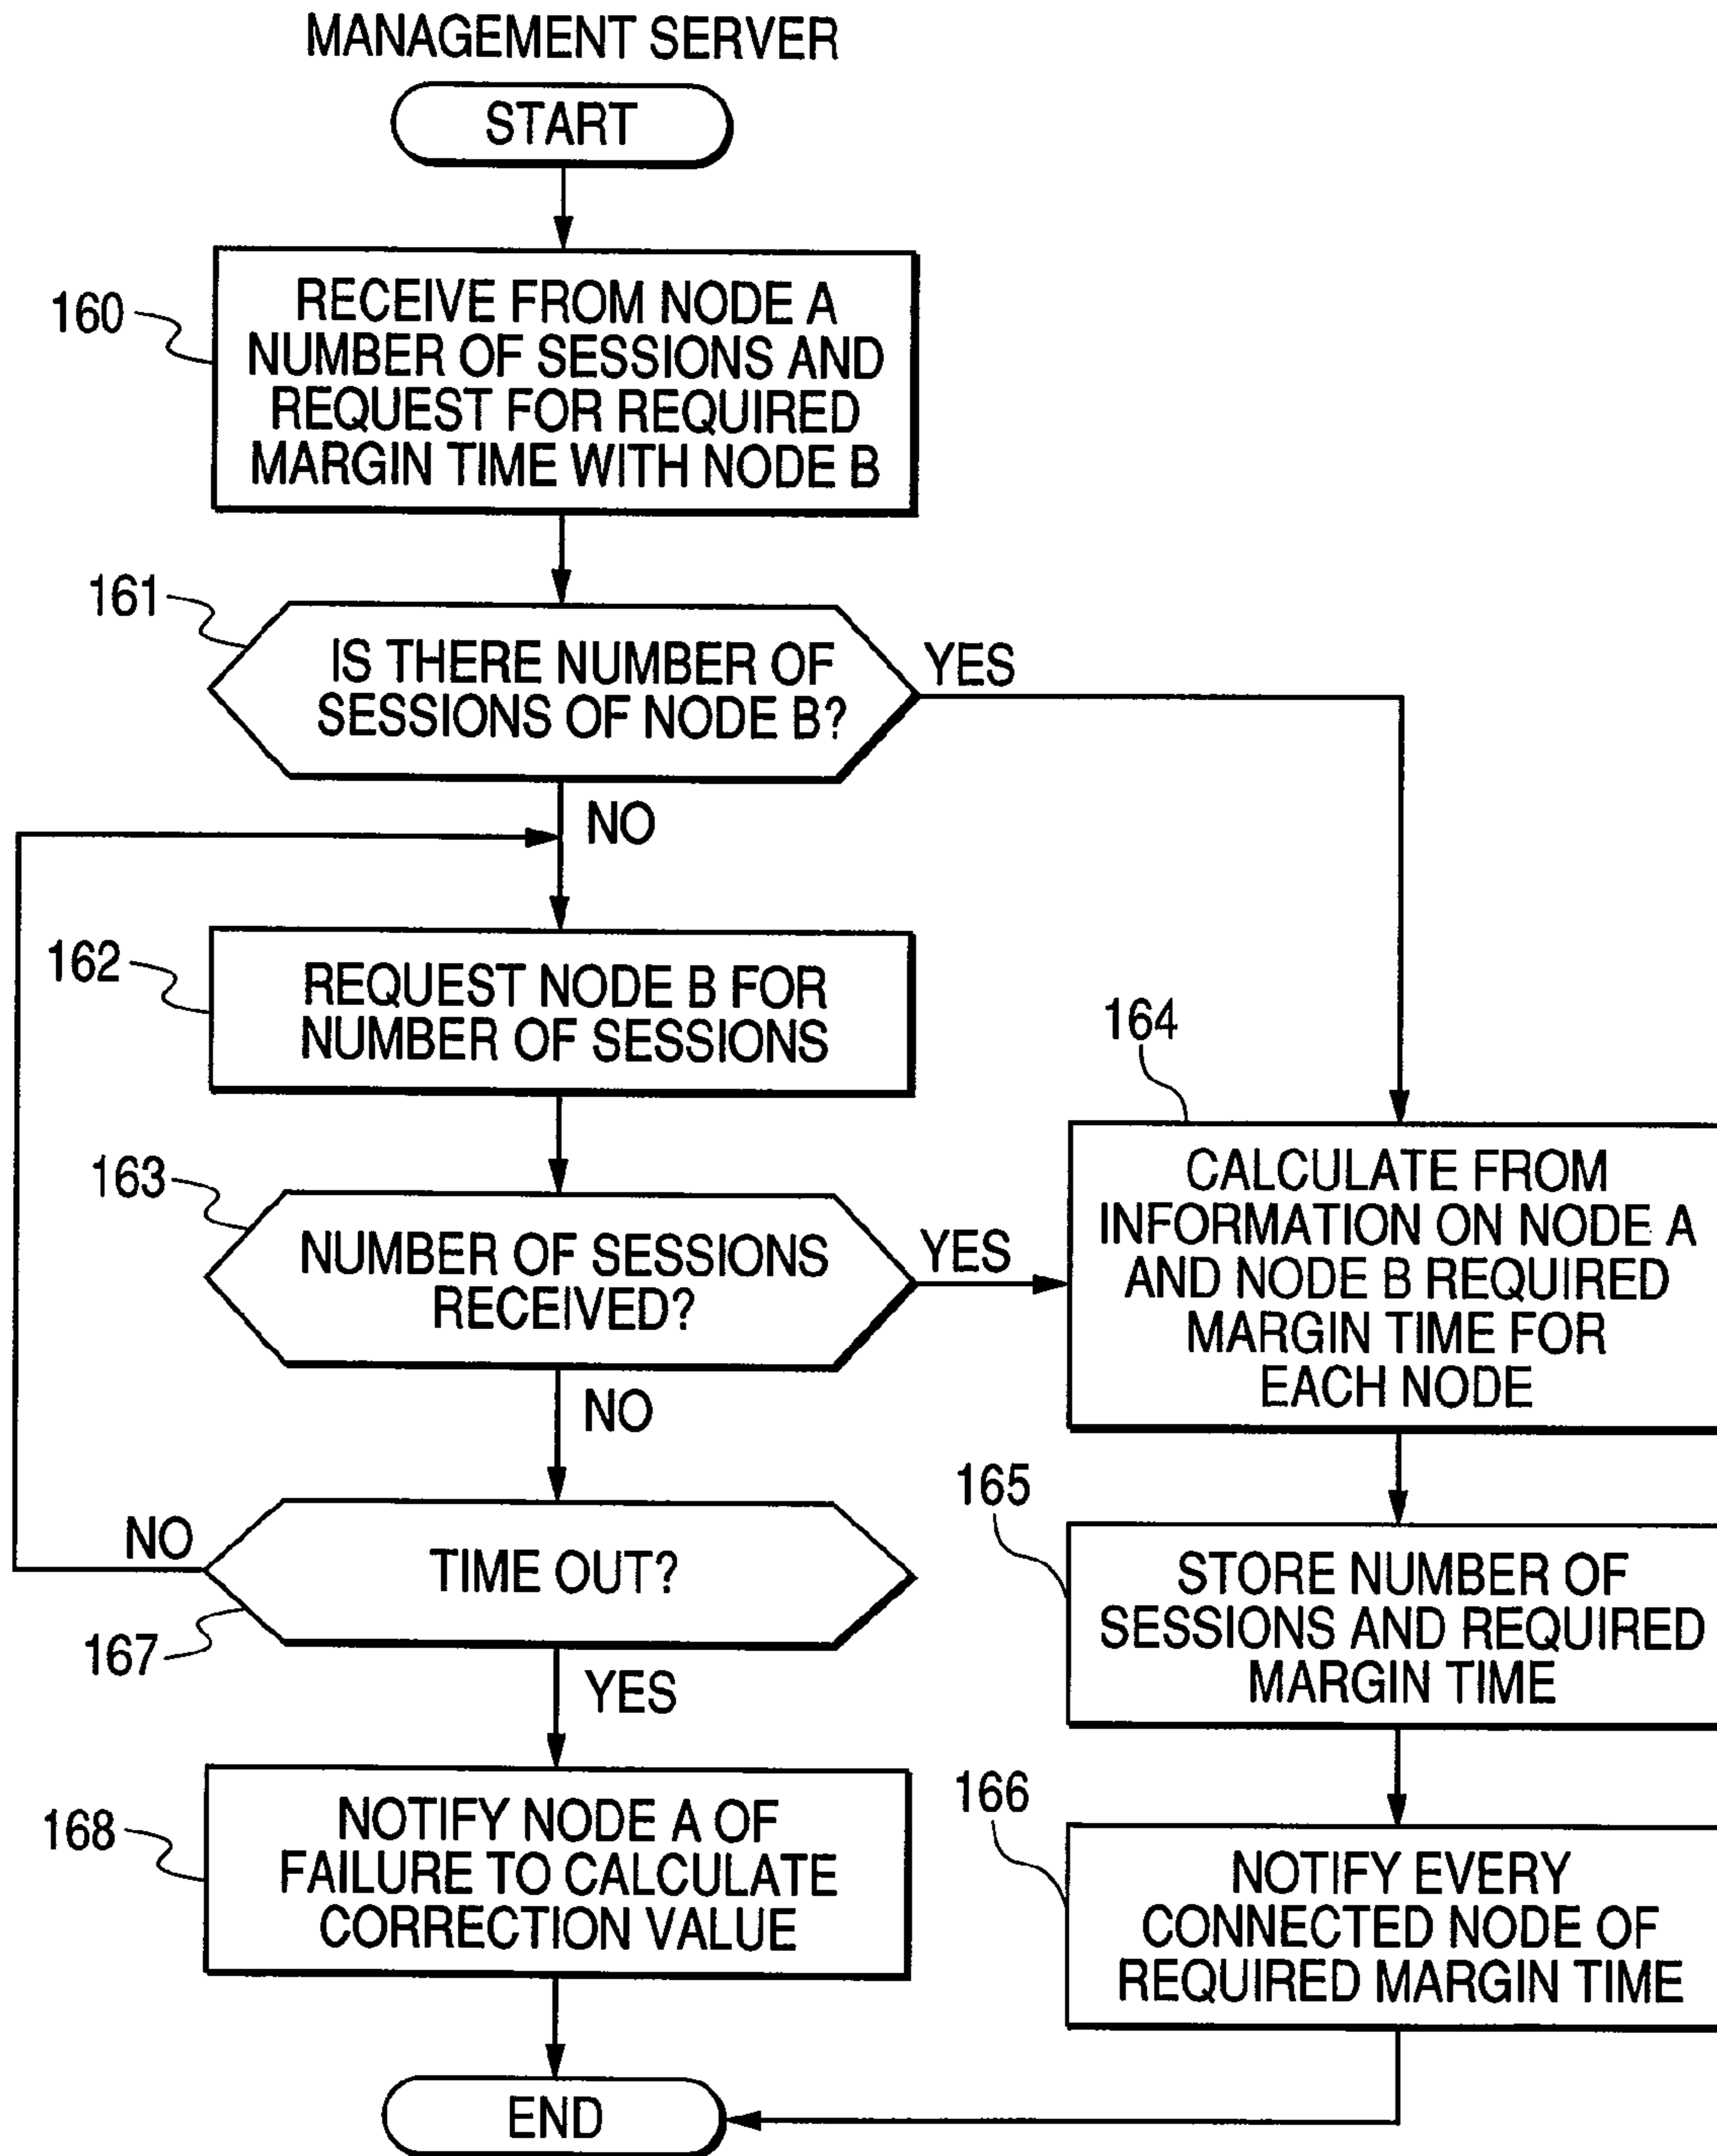 MANAGEMENT SERVER
START
160
RECEIVE FROM NODE A
NUMBER OF SESSIONS AND
REQUEST FOR REQUIRED
MARGIN TIME WITH NODE B
161
IS THERE NUMBER OF
SESSIONS OF NODE B?
YES
NO
162
REQUEST NODE B FOR
NUMBER OF SESSIONS
163
NUMBER OF SESSIONS
RECEIVED?
YES
NO
164
CALCULATE FROM
INFORMATION ON NODE A
AND NODE B REQUIRED
MARGIN TIME FOR
EACH NODE
167
TIME OUT?
NO
YES
165
STORE NUMBER OF
SESSIONS AND REQUIRED
MARGIN TIME
168
NOTIFY NODE A OF
FAILURE TO CALCULATE
CORRECTION VALUE
166
NOTIFY EVERY
CONNECTED NODE OF
REQUIRED MARGIN TIME
END